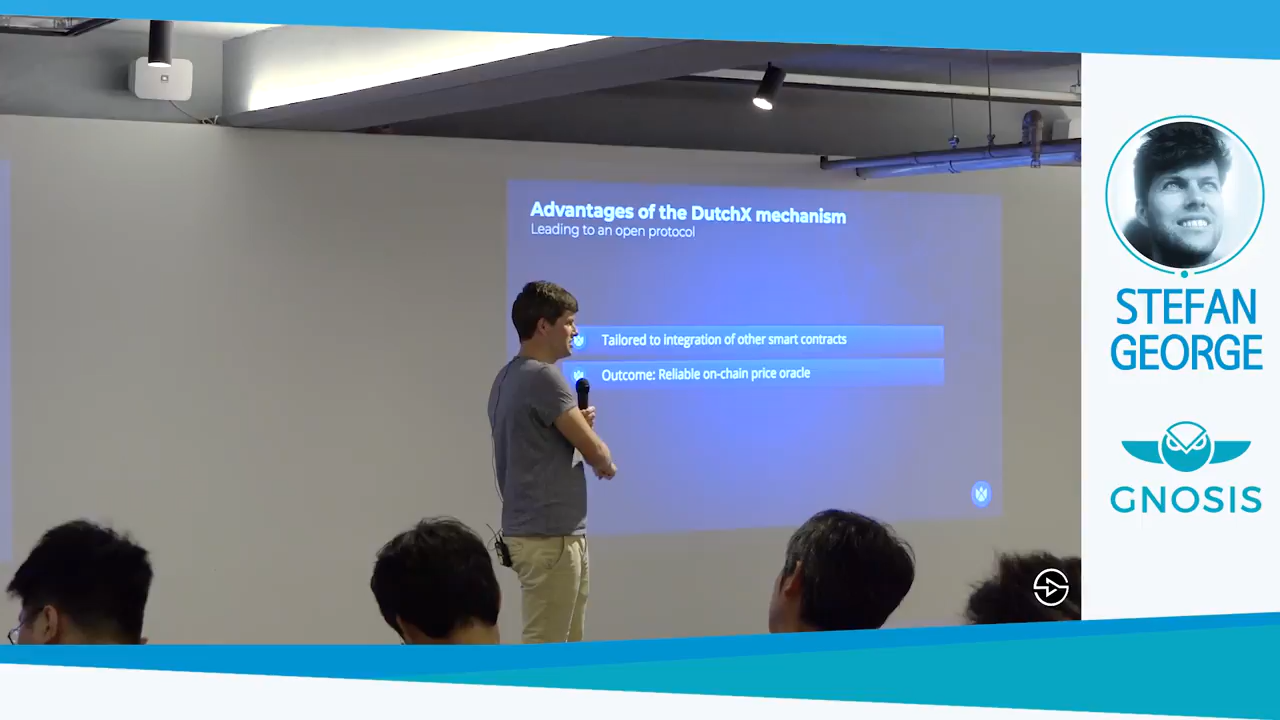 Advantages of the DutchX mechanism
Leading to an open protocol
Tailored to integration of other smart contracts
Outcome: Reliable on-chain price oracle
STEFAN
GEORGE
GNOSIS